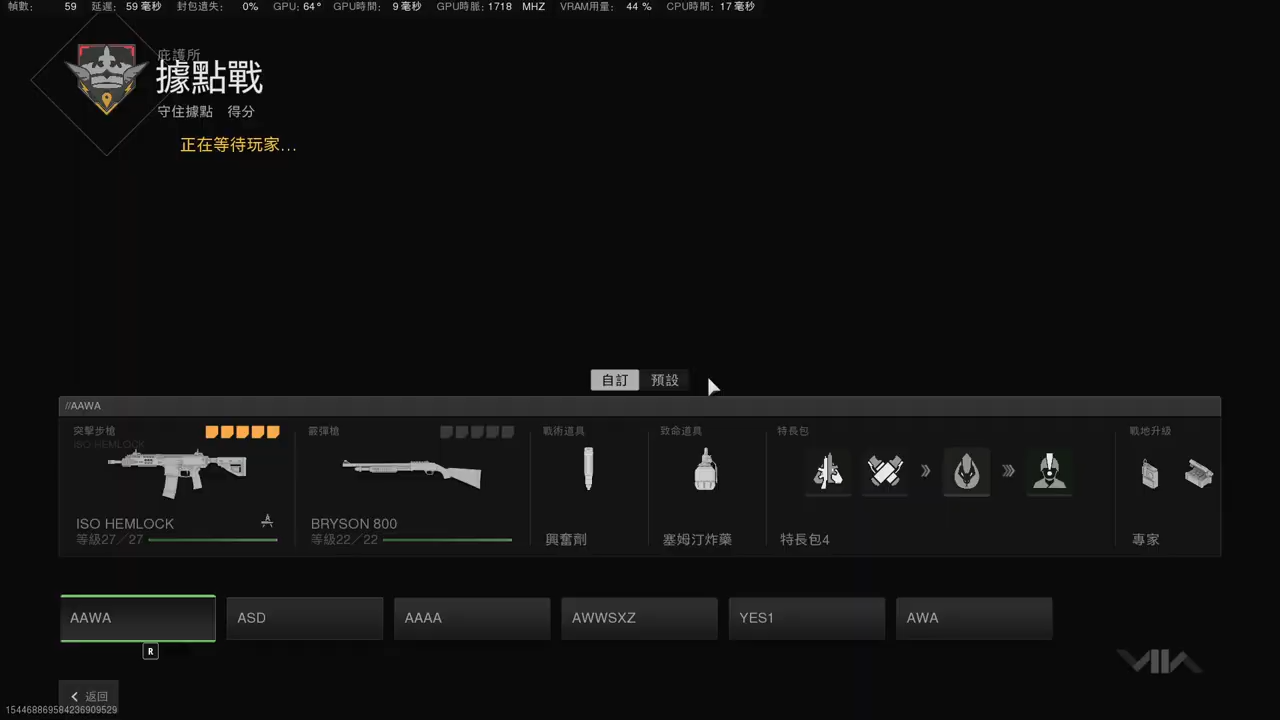 幀數: 59 延遲: 59 毫秒 封包遺失: 0% GPU: 64° GPU時間: 9 毫秒 GPU時脈: 1718 MHZ VRAM用量: 44 % CPU時間: 17 毫秒
庇護所
據點戰
守住據點 得分
正在等待玩家...
自訂 預設
//AAWA
突擊步槍 霰彈槍 戰術道具 致命道具 特長包 戰地升級
ISO HEMLOCK
ISO HEMLOCK BRYSON 800
等級27/27 等級22/22 興奮劑 塞姆汀炸藥 特長包4 專家
AAWA ASD AAAA AWWSXZ YES1 AWA
R
返回
154468869584236909529